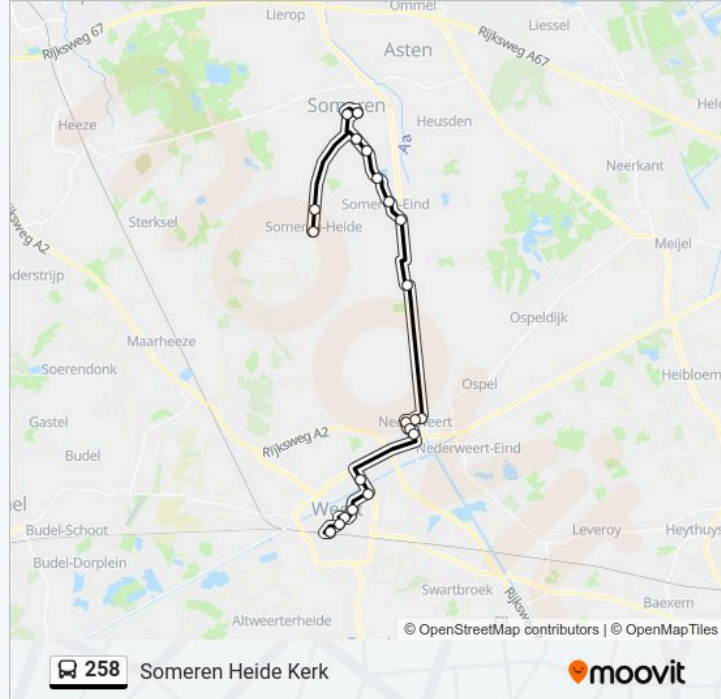 Lierop
Ommel
Liessel
Rijksweg 67
Asten
Rijksweg A67
Someren
Heeze
Heusden
Aa
Neerkant
Sterksel
Someren-Eind
Someren-Heide
Rijksweg A2
Meijel
Ospeldijk
Maarheeze
Soerendonk
Ospel
Gastel
Nederweert
Rijksweg A2
Budel
Nederweert-Eind
Weert
Budel-Schoot
Leveroy
Budel-Dorplein
Swartbroek
Baexem
Altweerterheide
© OpenStreetMap contributors | © OpenMapTiles
258 Someren Heide Kerk
moovit